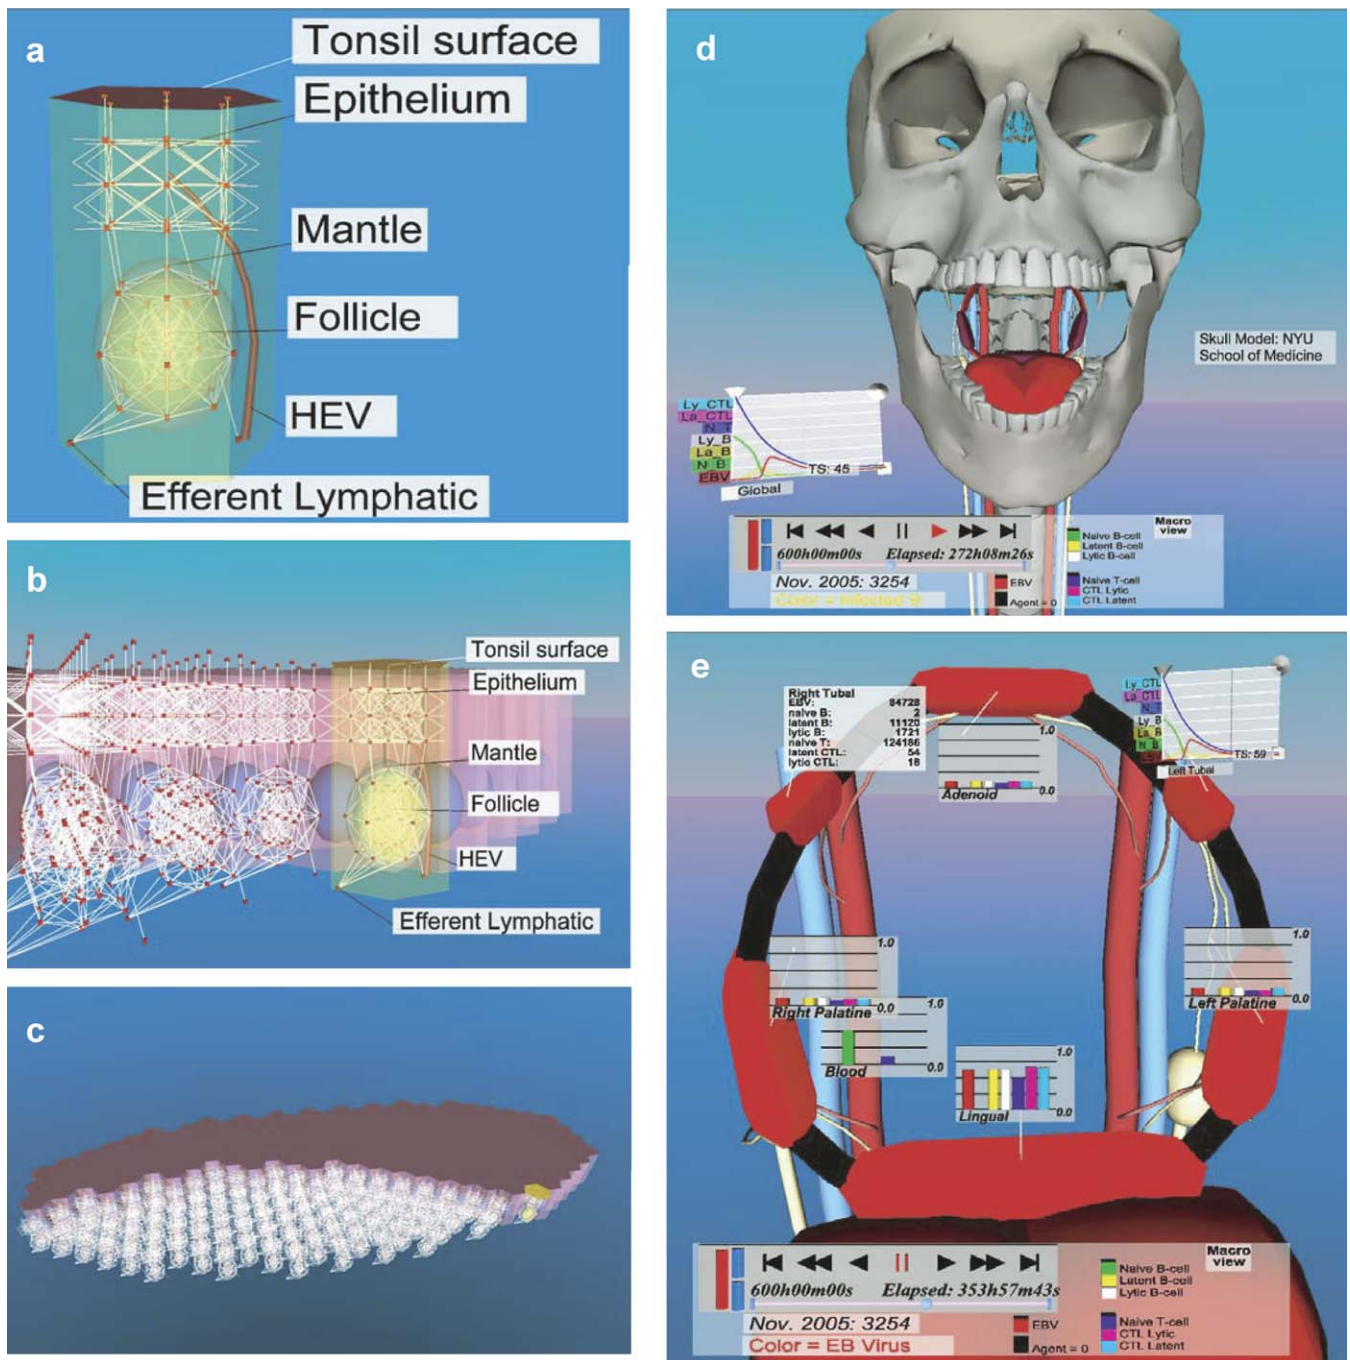 a
Tonsil surface
Epithelium
Mantle
Follicle
HEV
Efferent Lymphatic
b
Tonsil surface
Epithelium
Mantle
Follicle
HEV
Efferent Lymphatic
c
d
Skull Model: NYU
School of Medicine
Ly_CTL
La_CTL
N_T
Ly_B
La_B
N_B
EBV
TS: 45
Global
600h00m00s Elapsed: 272h08m26s
Nov. 2005: 3254
Color = Infected B
Macro
view
Naive B-cell
Latent B-cell
Lytic B-cell
EBV
Agent = 0
Naive T-cell
CTL Lytic
CTL Latent
e
Right Tubal
EBV: 84728
naive B: 2
latent B: 11120
lytic B: 1721
naive T: 124186
latent CTL: 54
lytic CTL: 18
1.0
Adenoid 0.0
Ly_CTL
La_CTL
N_T
Ly_B
La_B
N_B
TS: 59
Left Tubal
1.0
Right Palatine 0.0
1.0
Blood 0.0
1.0
Left Palatine 0.0
1.0
Lingual 0.0
600h00m00s Elapsed: 353h57m43s
Nov. 2005: 3254
Color = EB Virus
Macro
view
Naive B-cell
Latent B-cell
Lytic B-cell
EBV
Agent = 0
Naive T-cell
CTL Lytic
CTL Latent